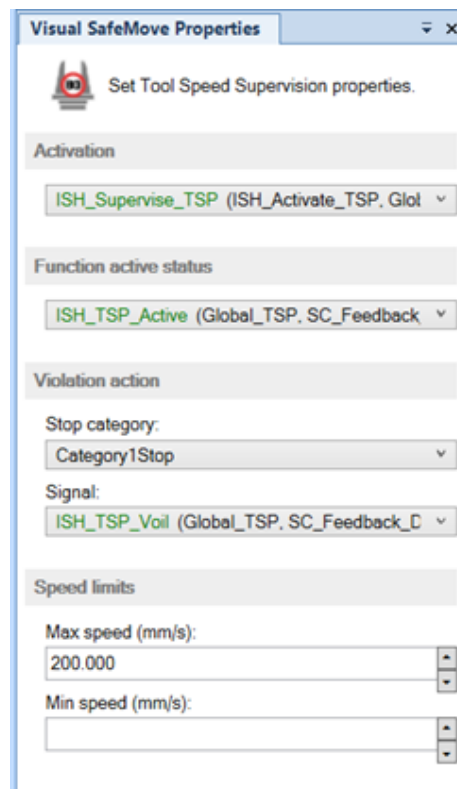 Visual SafeMove Properties
Set Tool Speed Supervision properties.
Activation
ISH_Supervise_TSP (ISH_Activate_TSP, Glol
Function active status
ISH_TSP_Active (Global_TSP, SC_Feedback_
Violation action
Stop category:
Category1Stop
Signal:
ISH_TSP_Voil (Global_TSP, SC_Feedback_D
Speed limits
Max speed (mm/s):
200.000
Min speed (mm/s):